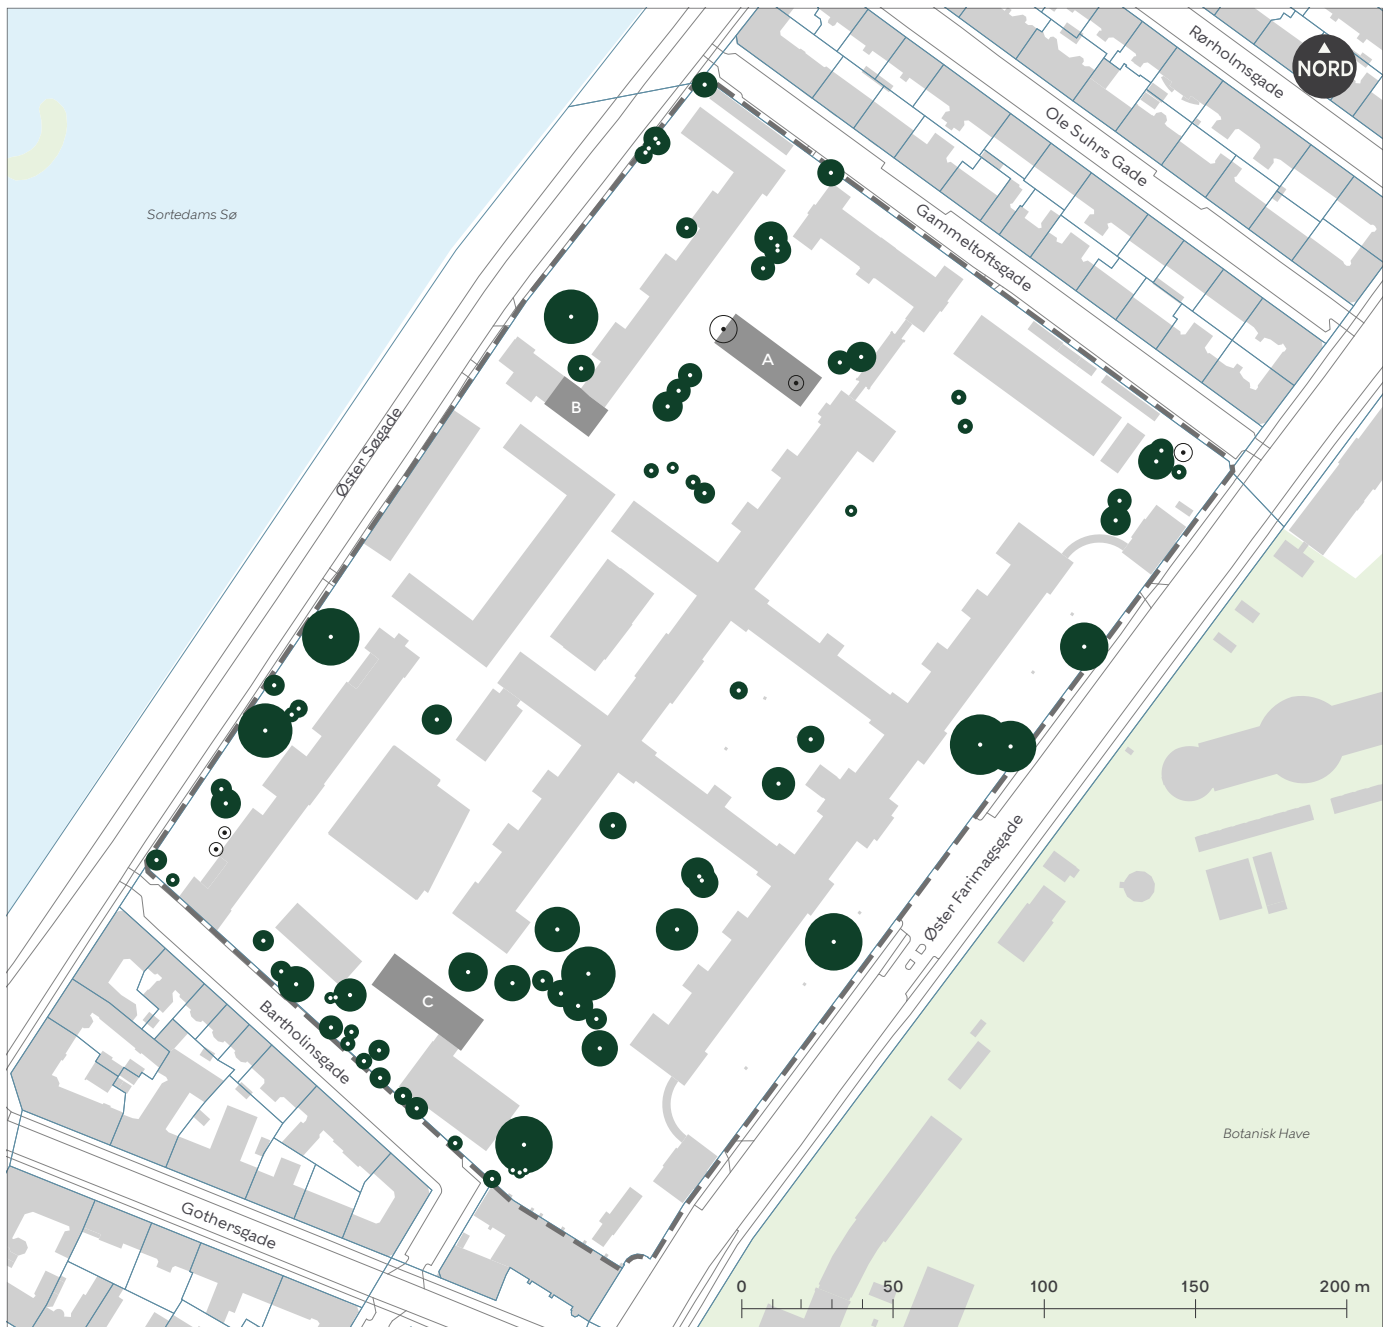 Rørholmsgade
NORD
Ole Suhrs Gade
Sortedams Sø
Gammeltoftsgade
A
B
Øster Søgade
Øster Farimagsgade
C
Bartholinsgade
Botanisk Have
Gothersgade
0 50 100 150 200 m